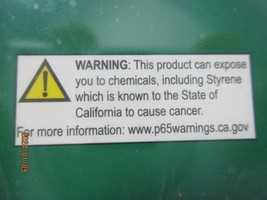 WARNING: This product can expose
you to chemicals, including Styrene
which is known to the State of
California to cause cancer.
For more information: www.p65warnings.ca.gov